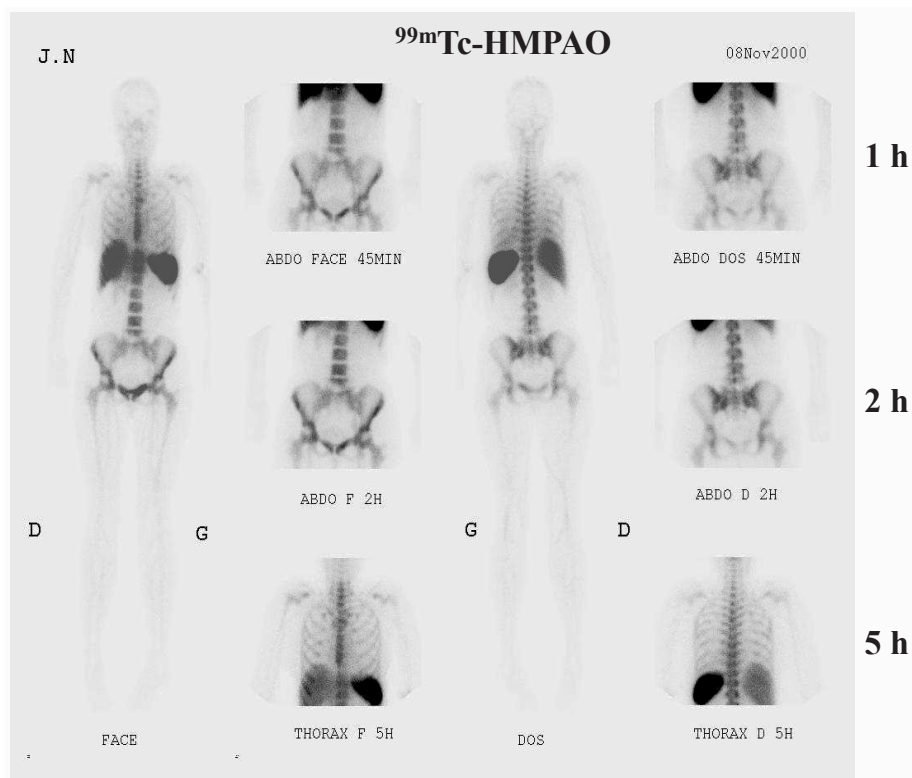 J.N
99mTc-HMPAO
08Nov2000
1 h
ABDO FACE 45MIN
ABDO DOS 45MIN
2 h
ABDO F 2H
ABDO D 2H
D
G
G
D
5 h
FACE
THORAX F 5H
DOS
THORAX D 5H